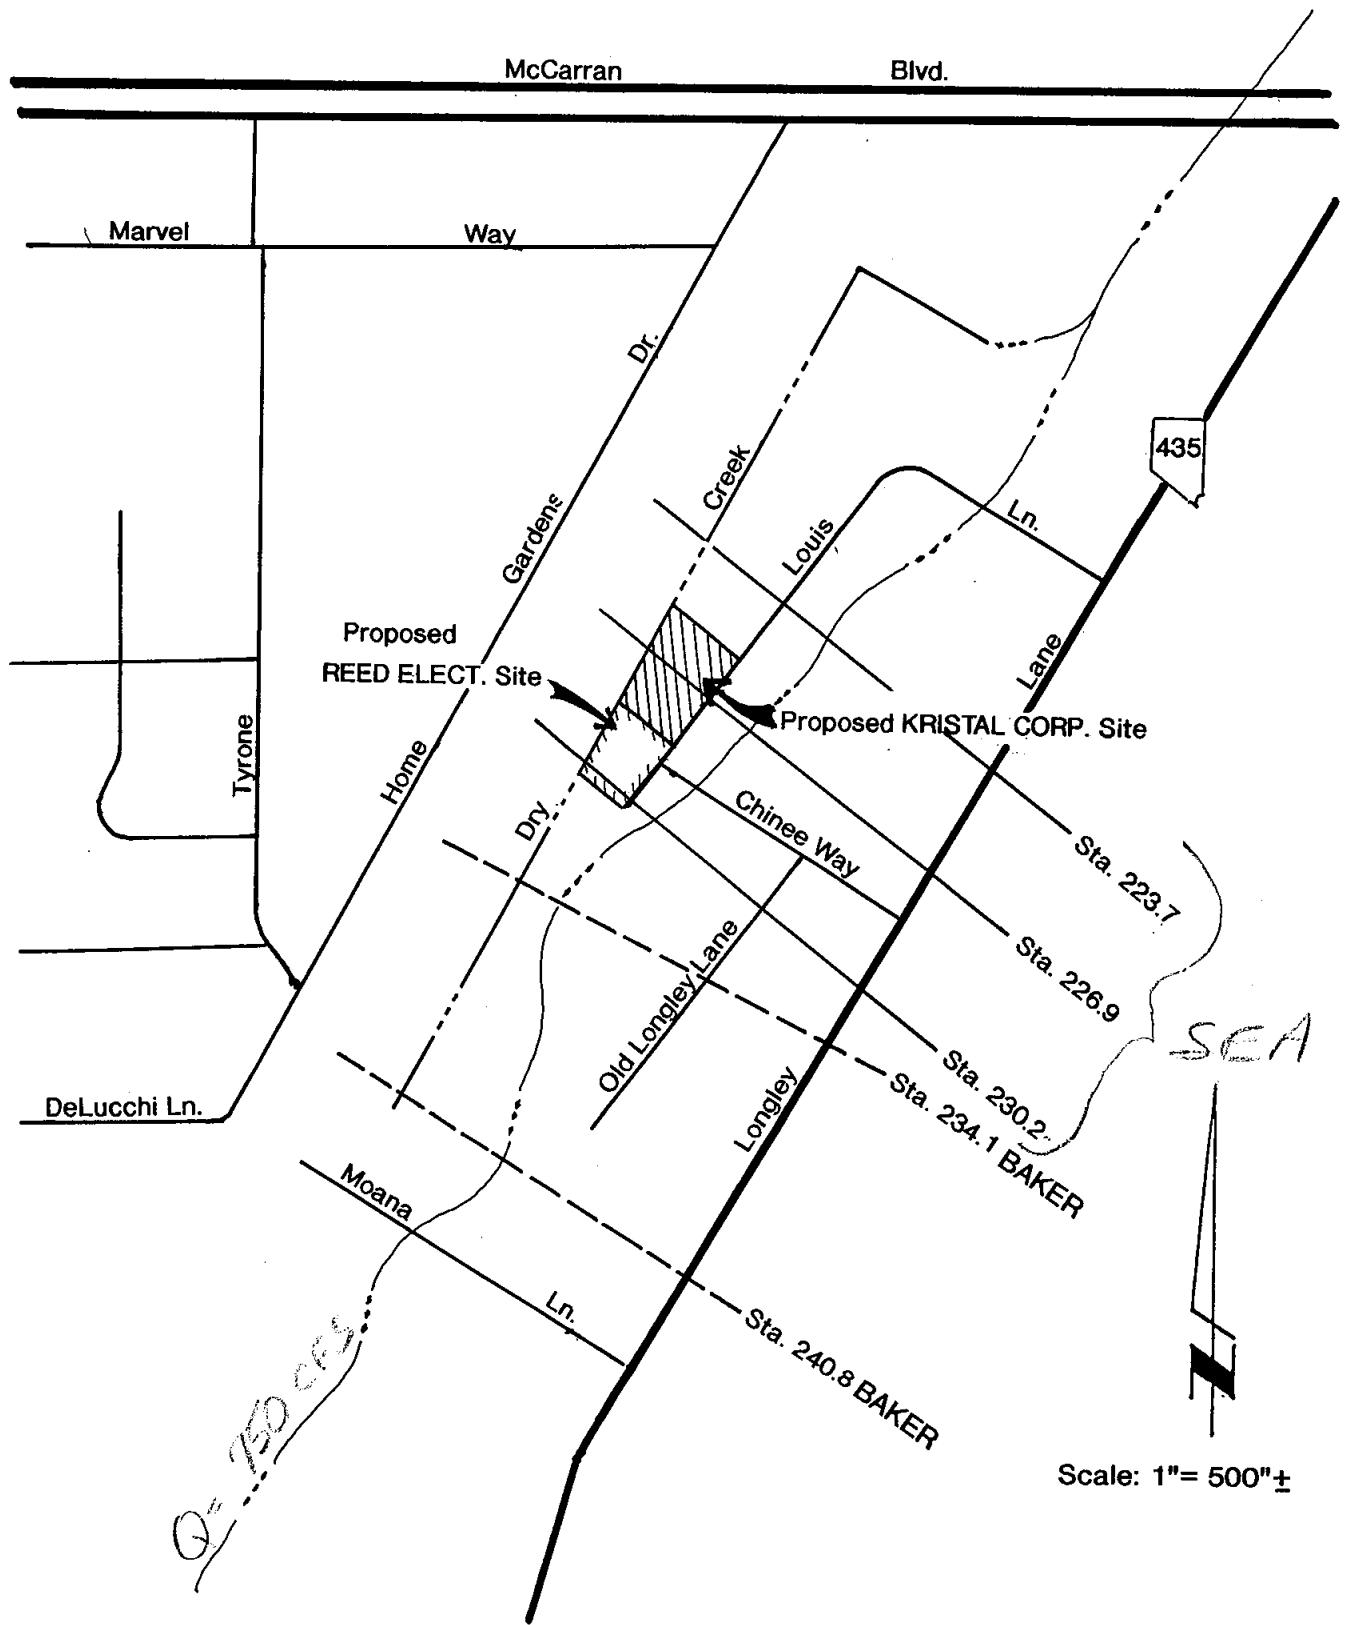 McCarran Blvd.
Marvel Way
Dr.
435
Creek
Louis
Ln.
Gardens
Proposed
REED ELECT. Site
Lane
Proposed KRISTAL CORP. Site
Tyrone
Home
Dry
Chinee Way
Sta. 223.7
Old Longley Lane
Sta. 226.9
SEA
Sta. 230.2
Sta. 234.1 BAKER
Longley
DeLucchi Ln.
Moana
Ln.
Sta. 240.8 BAKER
Q= 750 CFS
Scale: 1"= 500"±